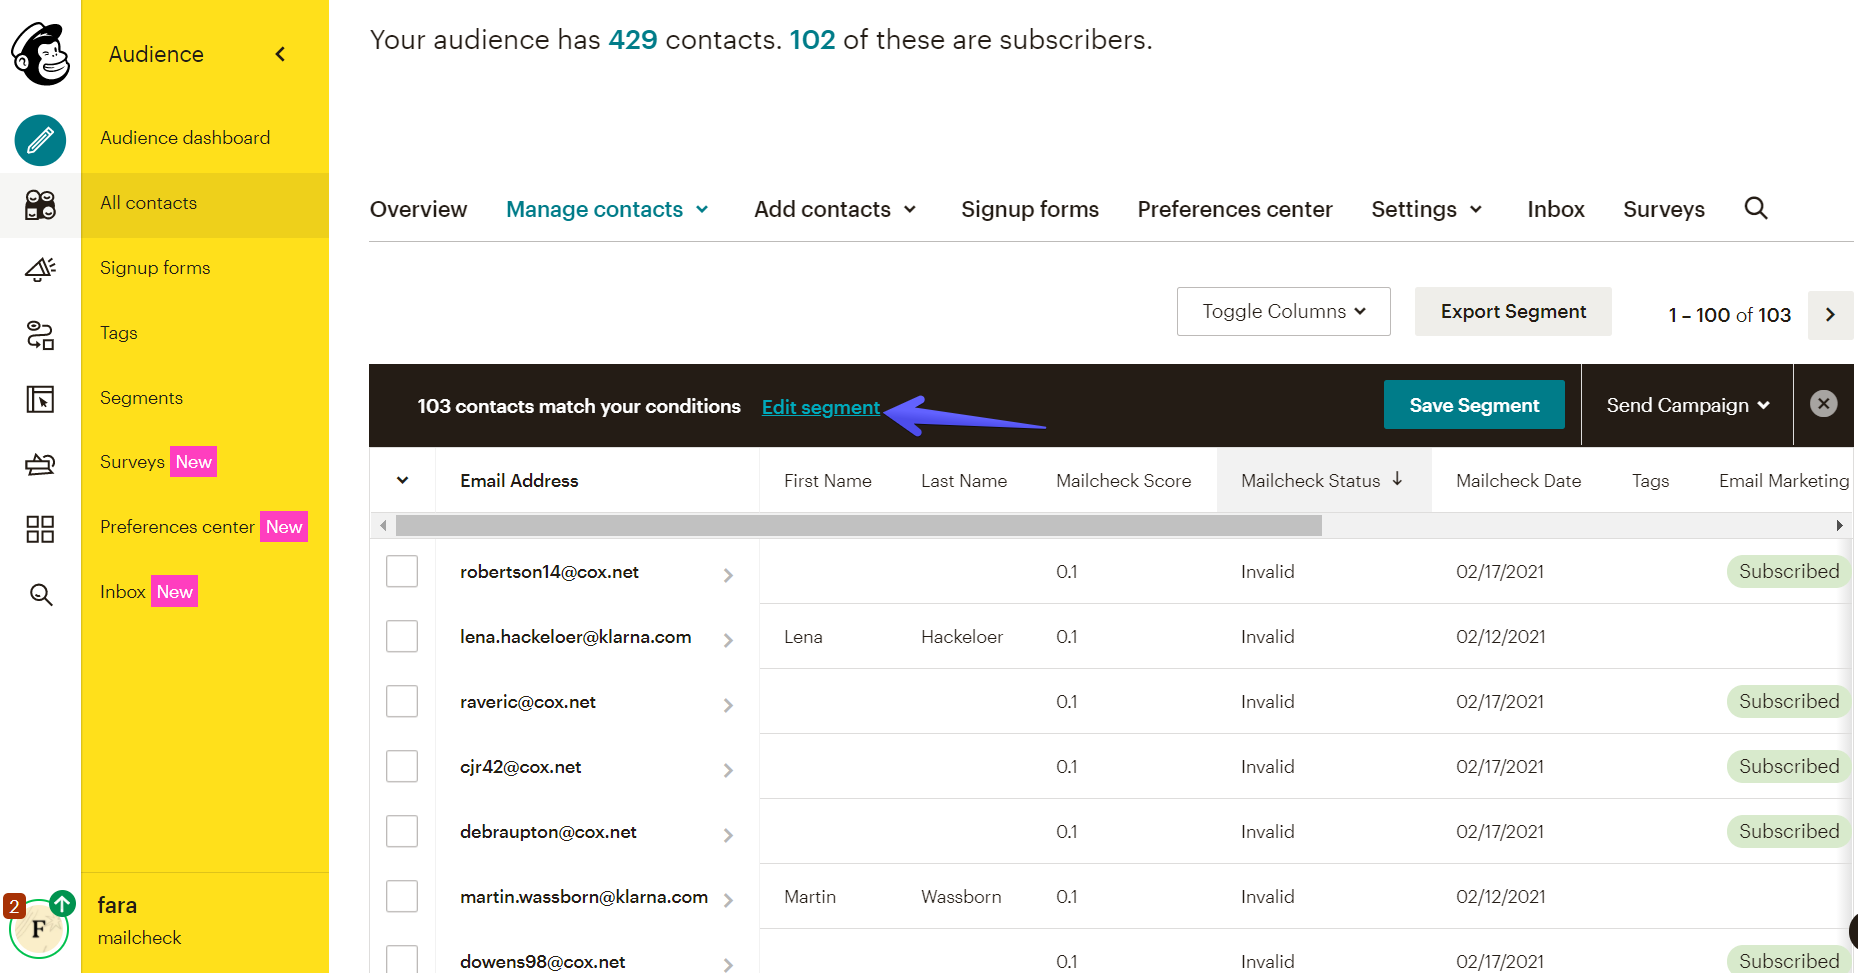 Audience
Audience dashboard
All contacts
Signup forms
Tags
Segments
Surveys New
Preferences center New
Inbox New
2
F
fara
mailcheck
Your audience has 429 contacts. 102 of these are subscribers.
Overview Manage contacts Add contacts Signup forms Preferences center Settings Inbox Surveys
Toggle Columns Export Segment 1 – 100 of 103
103 contacts match your conditions Edit segment Save Segment Send Campaign
Email Address First Name Last Name Mailcheck Score Mailcheck Status Mailcheck Date Tags Email Marketing
robertson14@cox.net 0.1 Invalid 02/17/2021 Subscribed
lena.hackeloer@klarna.com Lena Hackeloer 0.1 Invalid 02/12/2021
raveric@cox.net 0.1 Invalid 02/17/2021 Subscribed
cjr42@cox.net 0.1 Invalid 02/17/2021 Subscribed
debraupton@cox.net 0.1 Invalid 02/17/2021 Subscribed
martin.wassborn@klarna.com Martin Wassborn 0.1 Invalid 02/12/2021
dowens98@cox.net 0.1 Invalid 02/17/2021 Subscribed